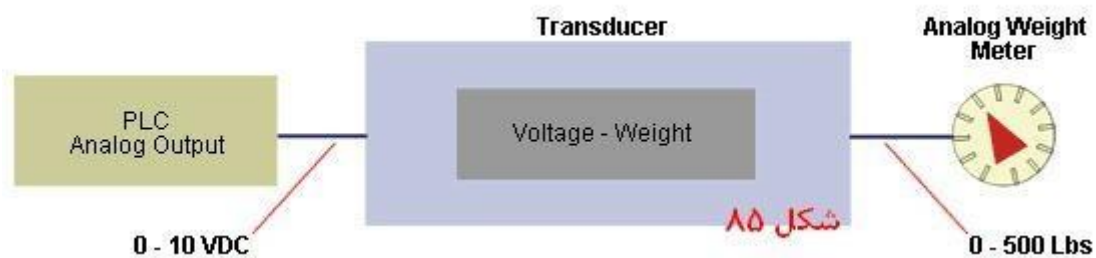 Transducer
Analog Weight
Meter
PLC
Analog Output
Voltage - Weight
شکل ۸۵
0 - 10 VDC
0 - 500 Lbs